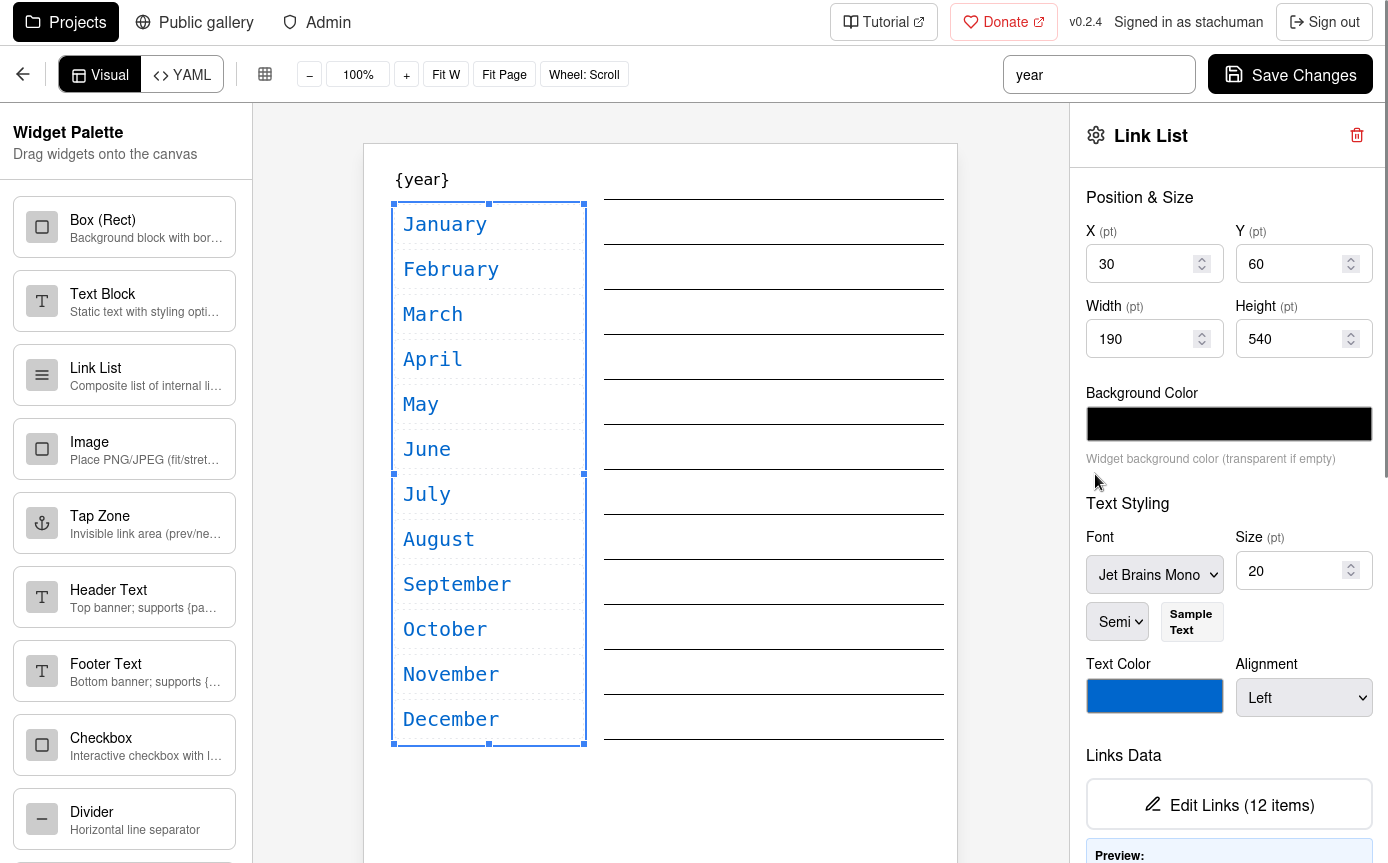 Projects Public gallery Admin Tutorial Donate v0.2.4 Signed in as stachuman Sign out
Visual YAML – 100% + Fit W Fit Page Wheel: Scroll year Save Changes
Widget Palette
Drag widgets onto the canvas
Box (Rect)
Background block with bor…
Text Block
Static text with styling opti…
Link List
Composite list of internal li…
Image
Place PNG/JPEG (fit/stret…
Tap Zone
Invisible link area (prev/ne…
Header Text
Top banner; supports {pa…
Footer Text
Bottom banner; supports {…
Checkbox
Interactive checkbox with l…
Divider
Horizontal line separator
{year}
January
February
March
April
May
June
July
August
September
October
November
December
Link List
Position & Size
X (pt) Y (pt)
30 60
Width (pt) Height (pt)
190 540
Background Color
Widget background color (transparent if empty)
Text Styling
Font Size (pt)
Jet Brains Mono 20
Semi Sample
Text
Text Color Alignment
Left
Links Data
Edit Links (12 items)
Preview: